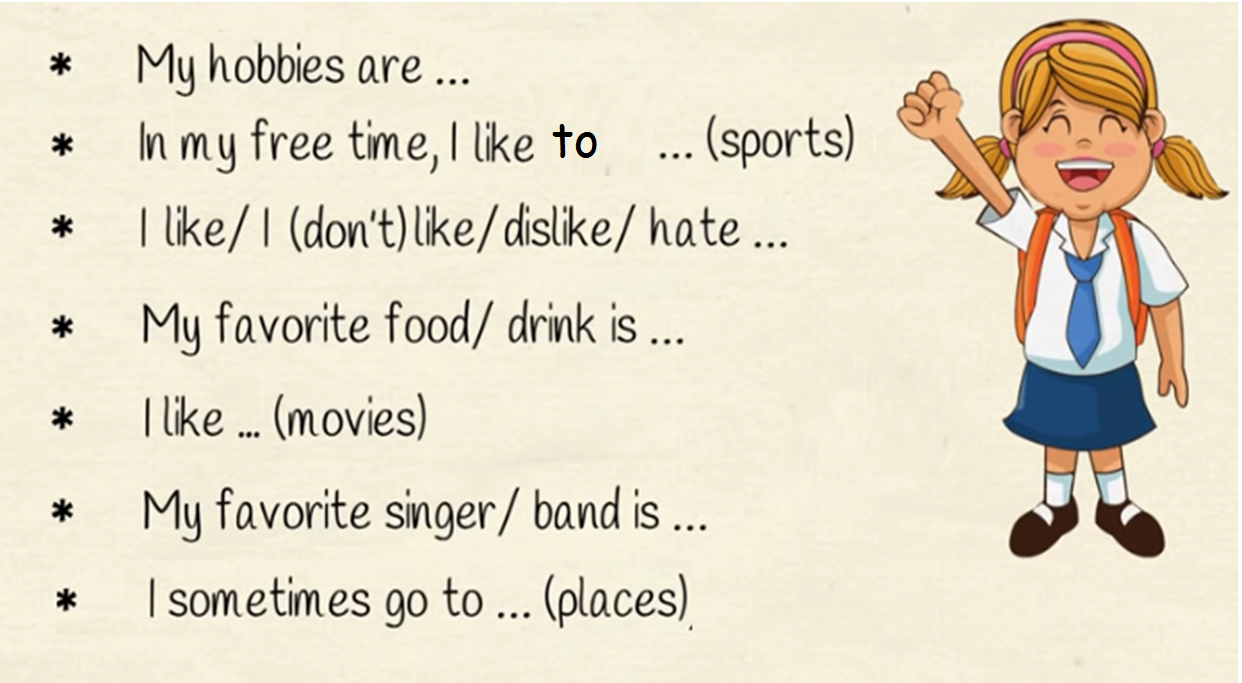 * My hobbies are ...
* In my free time, I like to ... (sports)
* I like/ I (don't) like/ dislike/ hate ...
* My favorite food/ drink is ...
* I like ... (movies)
* My favorite singer/ band is ...
* I sometimes go to ... (places)